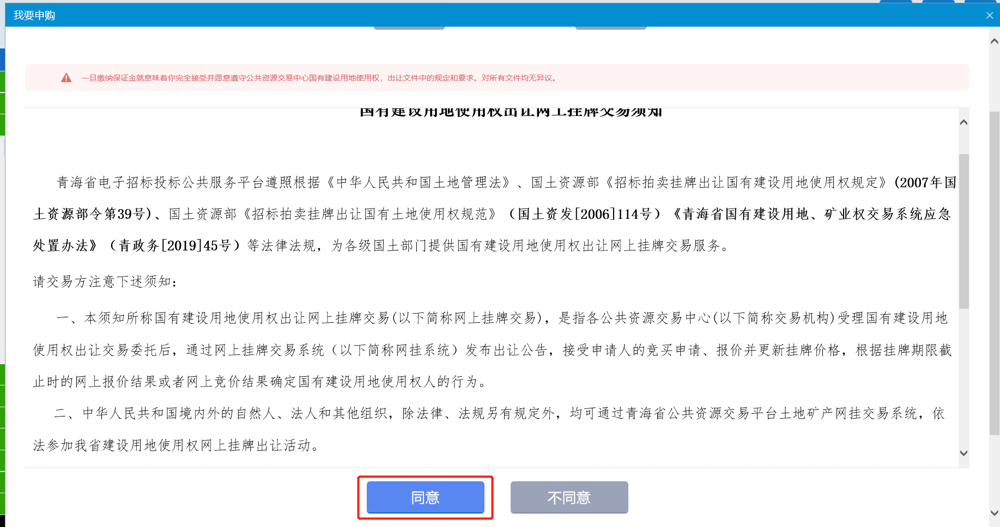 我要申购
一旦缴纳保证金就意味着你完全接受并愿意遵守公共资源交易中心国有建设用地使用权，出让文件中的规定和要求。对所有文件均无异议。
国有建设用地使用权出让网上挂牌交易须知
青海省电子招标投标公共服务平台遵照根据《中华人民共和国土地管理法》、国土资源部《招标拍卖挂牌出让国有建设用地使用权规定》(2007年国
土资源部令第39号)、国土资源部《招标拍卖挂牌出让国有土地使用权规范》（国土资发[2006]114号）《青海省国有建设用地、矿业权交易系统应急
处置办法》（青政务[2019]45号）等法律法规，为各级国土部门提供国有建设用地使用权出让网上挂牌交易服务。
请交易方注意下述须知：
一、本须知所称国有建设用地使用权出让网上挂牌交易(以下简称网上挂牌交易)，是指各公共资源交易中心(以下简称交易机构)受理国有建设用地
使用权出让交易委托后，通过网上挂牌交易系统（以下简称网挂系统）发布出让公告，接受申请人的竞买申请、报价并更新挂牌价格，根据挂牌期限截
止时的网上报价结果或者网上竞价结果确定国有建设用地使用权人的行为。
二、中华人民共和国境内外的自然人、法人和其他组织，除法律、法规另有规定外，均可通过青海省公共资源交易平台土地矿产网挂交易系统，依
法参加我省建设用地使用权网上挂牌出让活动。
同意
不同意